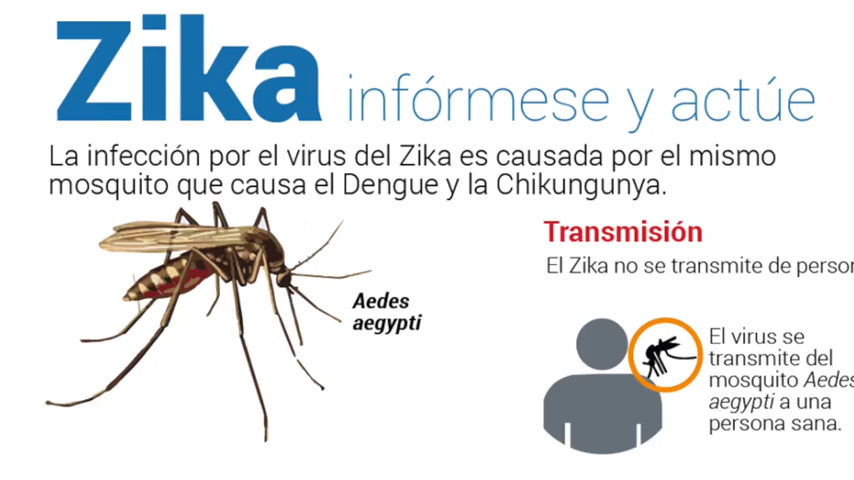 Zika infórmese y actúe
La infección por el virus del Zika es causada por el mismo
mosquito que causa el Dengue y la Chikungunya.
Aedes
aegypti
Transmisión
El Zika no se transmite de
El virus se
transmite del
mosquito Aedes
aegypti a una
persona sana.